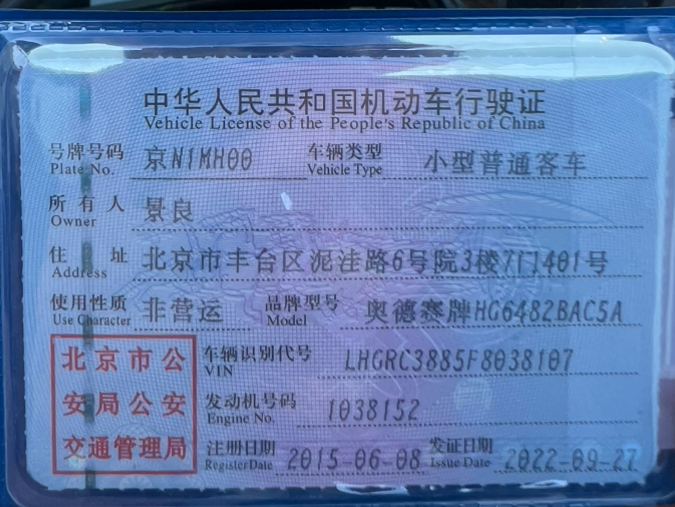 中华人民共和国机动车行驶证
Vehicle License of the People's Republic of China
号牌号码 京N1MH00 车辆类型 小型普通客车
Plate No. Vehicle Type
所有人 景良
Owner
住址 北京市丰台区泥洼路6号院3楼7门401号
Address
使用性质 非营运 品牌型号 奥德赛牌HG6482BAC5A
Use Character Model
北京市公 车辆识别代号 LHGRC3885F8038107
VIN
安局公安 发动机号码 1038152
Engine No.
交通管理局 注册日期 2015-06-08 发证日期 2022-09-27
Register Date Issue Date